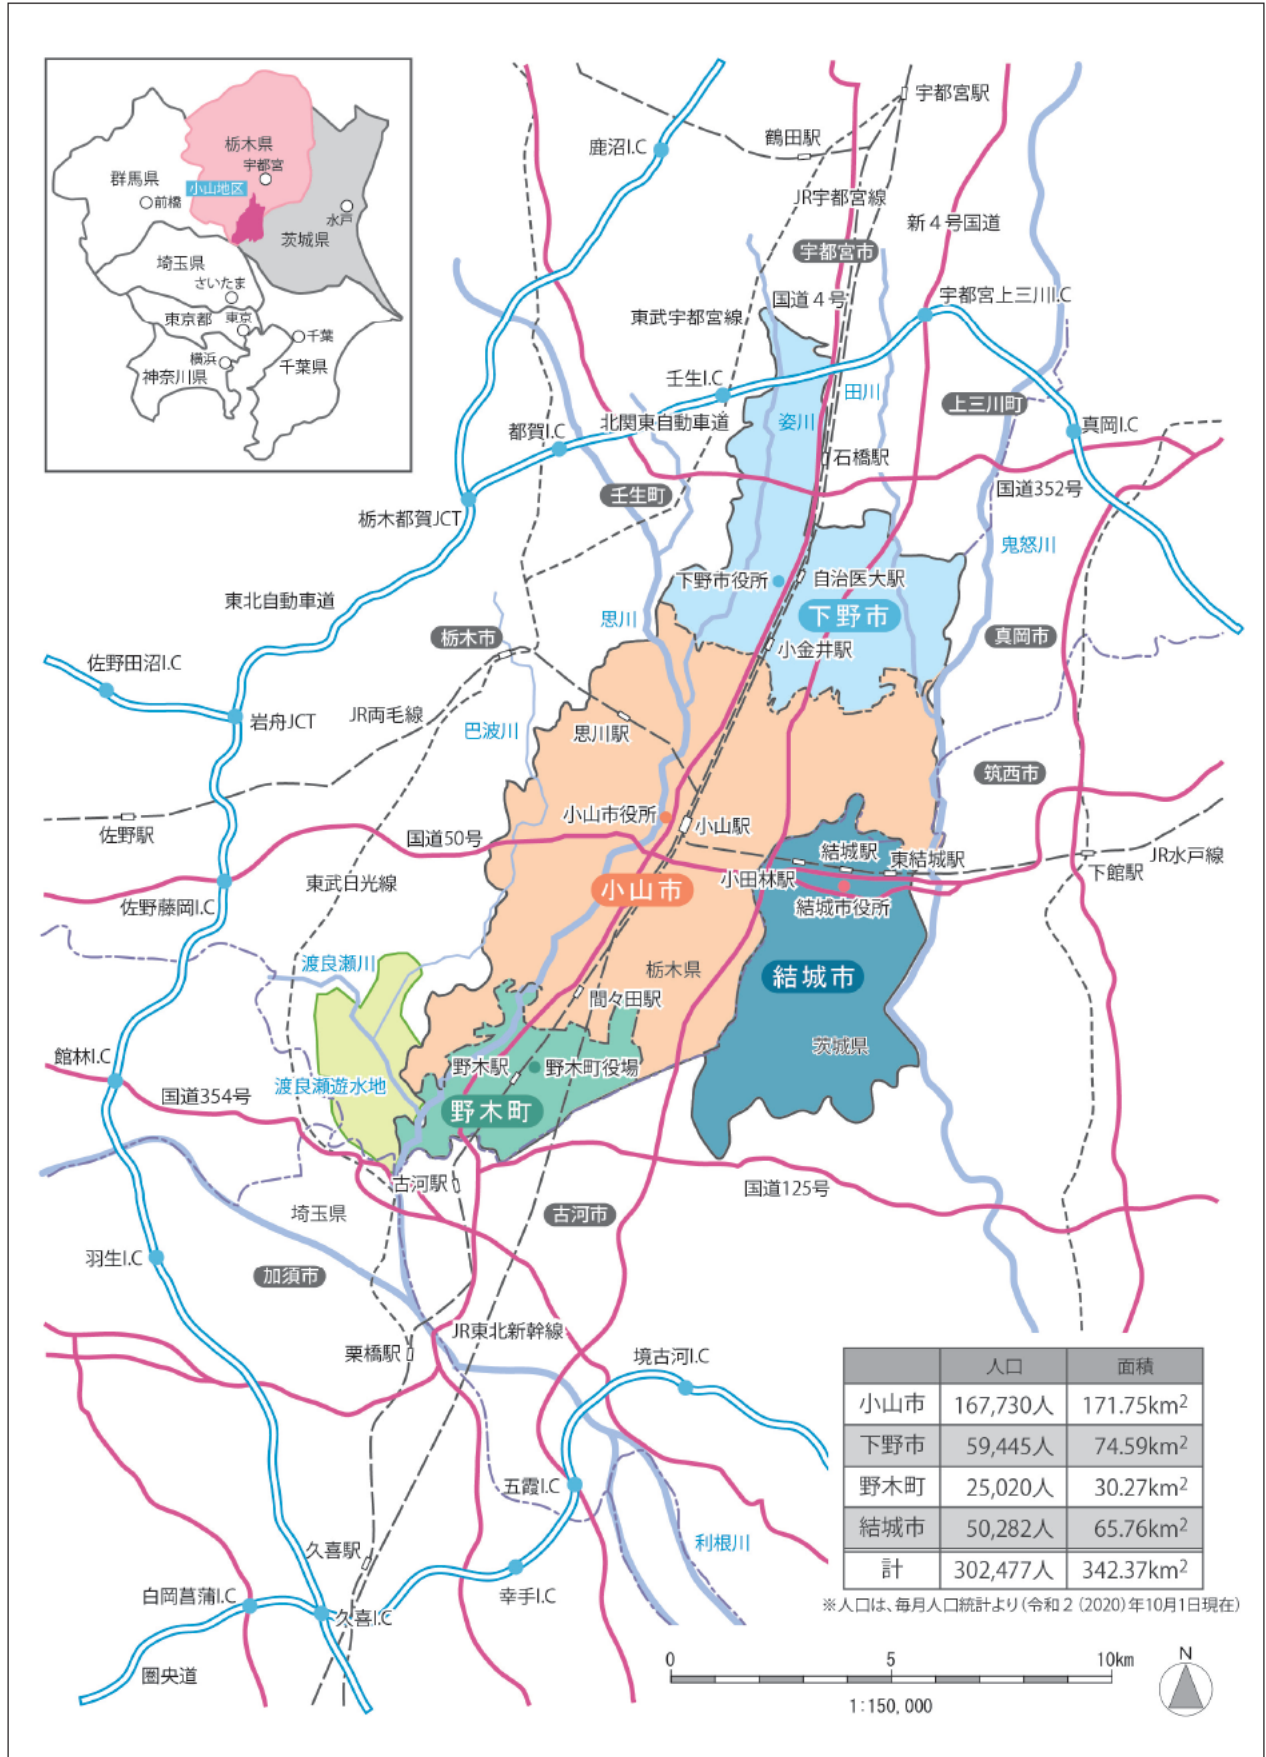 栃木県
宇都宮
群馬県
小山地区
前橋
水戸
茨城県
埼玉県
さいたま
東京都
東京
千葉
横浜
千葉県
神奈川県
宇都宮駅
鶴田駅
鹿沼I.C
JR宇都宮線
新４号国道
宇都宮市
国道４号
宇都宮上三川I.C
東武宇都宮線
壬生I.C
田川
上三川町
姿川
北関東自動車道
都賀I.C
真岡I.C
石橋駅
国道352号
壬生町
栃木都賀JCT
鬼怒川
下野市役所
自治医大駅
東北自動車道
下野市
思川
栃木市
真岡市
小金井駅
佐野田沼I.C
JR両毛線
岩舟JCT
巴波川
思川駅
筑西市
小山市役所
小山駅
佐野駅
国道50号
結城駅
東結城駅
JR水戸線
下館駅
東武日光線
小山市
小田林駅
佐野藤岡I.C
結城市役所
渡良瀬川
栃木県
結城市
間々田駅
茨城県
館林I.C
野木駅
野木町役場
渡良瀬遊水地
国道354号
野木町
古河駅
国道125号
埼玉県
古河市
羽生I.C
加須市
JR東北新幹線
栗橋駅
境古河I.C
人口 面積
小山市 167,730人 171.75km²
下野市 59,445人 74.59km²
野木町 25,020人 30.27km²
結城市 50,282人 65.76km²
計 302,477人 342.37km²
※人口は、毎月人口統計より（令和２（2020）年10月1日現在）
五霞I.C
利根川
久喜駅
白岡菖蒲I.C
幸手I.C
久喜I.C
圏央道
0 5 10km
1：150,000
N